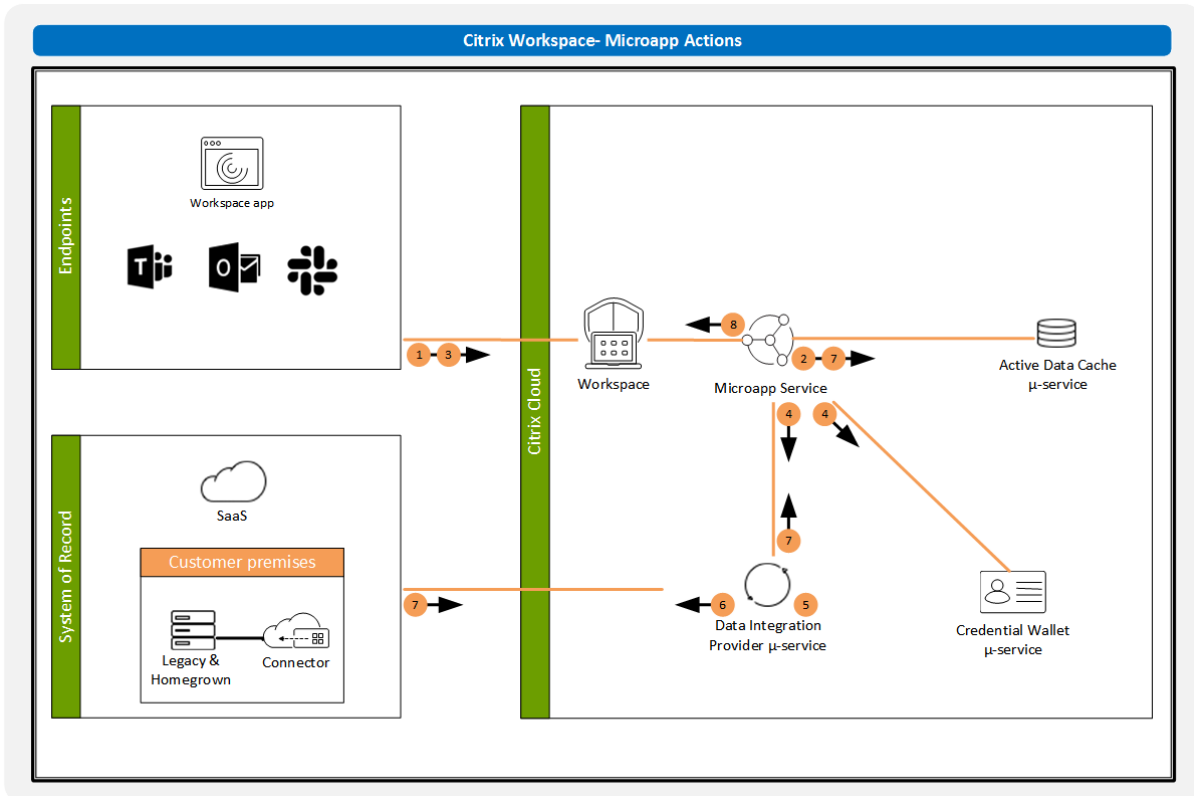 Citrix Workspace- Microapp Actions
Endpoints
Workspace app
T
O
Citrix Cloud
1
3
Workspace
8
2
7
Microapp Service
Active Data Cache
µ-service
4
4
7
System of Record
SaaS
Customer premises
Legacy &
Homegrown
Connector
7
6
5
Data Integration
Provider µ-service
Credential Wallet
µ-service